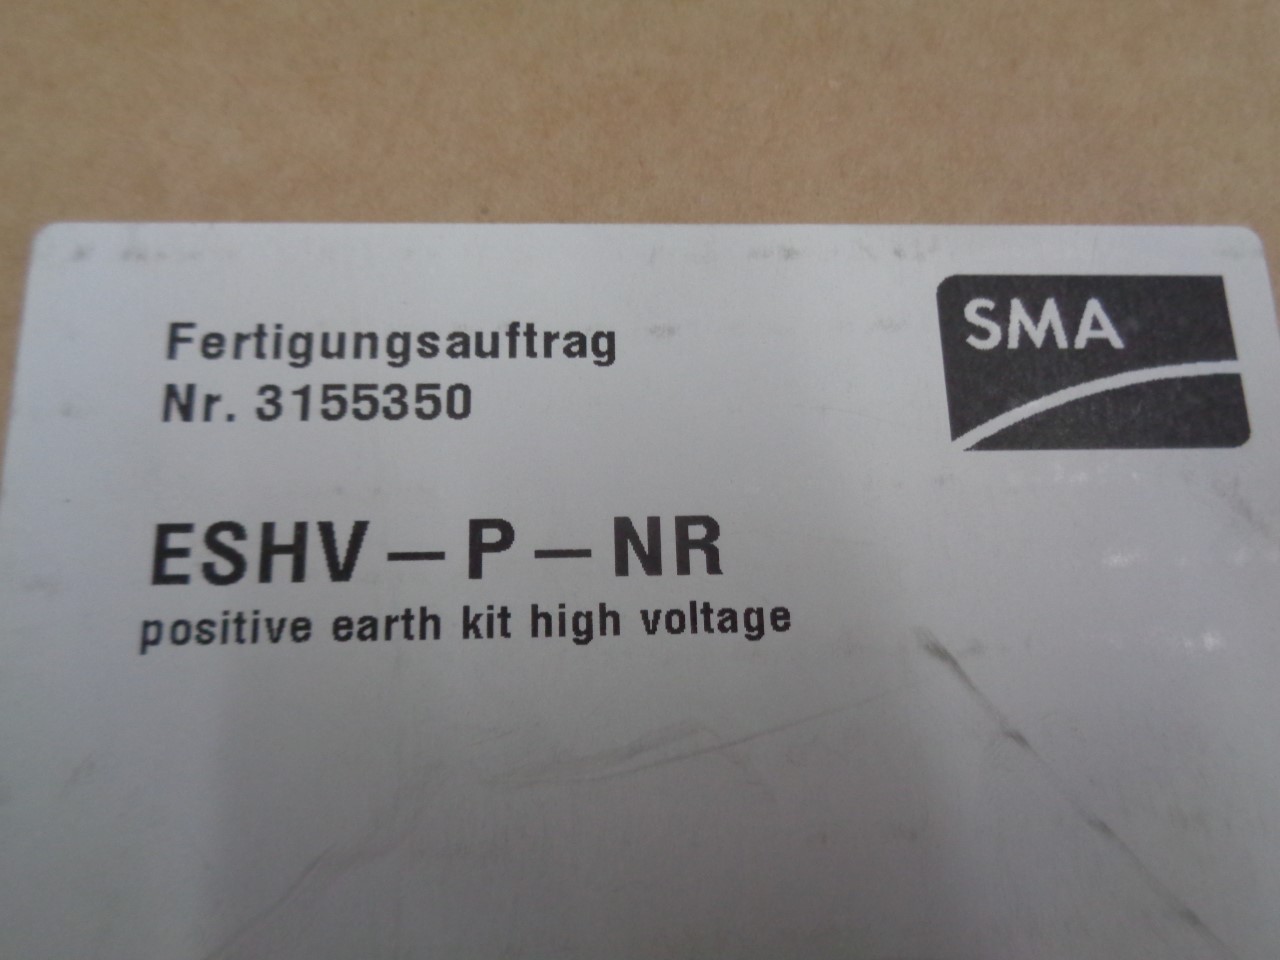 Fertigungsauftrag
Nr. 3155350
SMA
ESHV – P – NR
positive earth kit high voltage